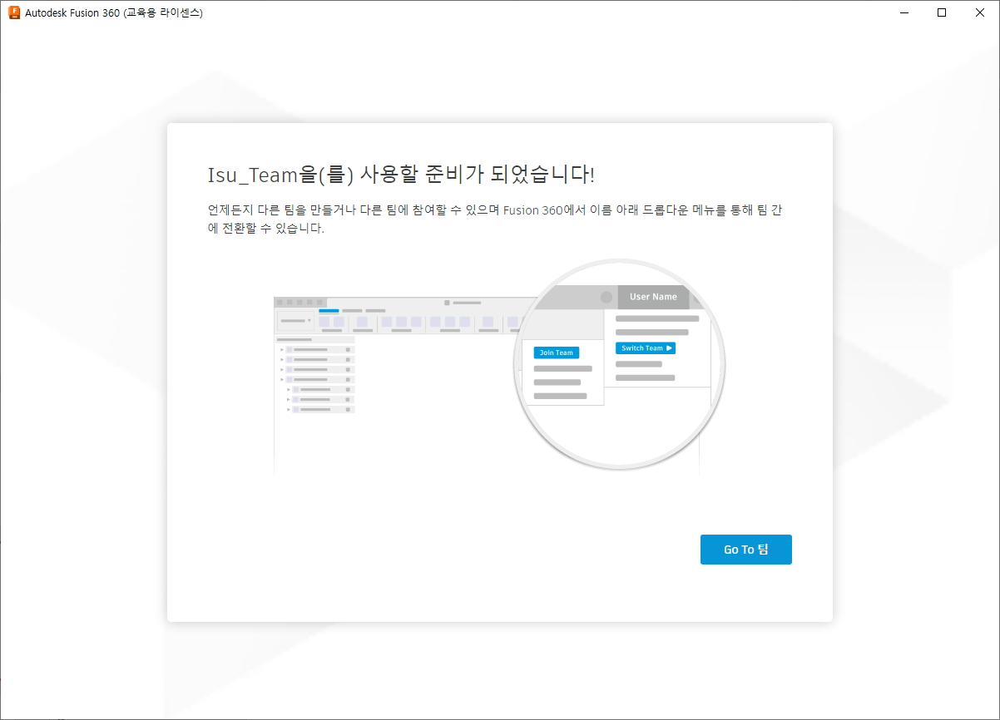 Autodesk Fusion 360 (교육용 라이센스)
Isu_Team을(를) 사용할 준비가 되었습니다!
언제든지 다른 팀을 만들거나 다른 팀에 참여할 수 있으며 Fusion 360에서 이름 아래 드롭다운 메뉴를 통해 팀 간
에 전환할 수 있습니다.
User Name
Switch Team ▶
Join Team
Go To 팀